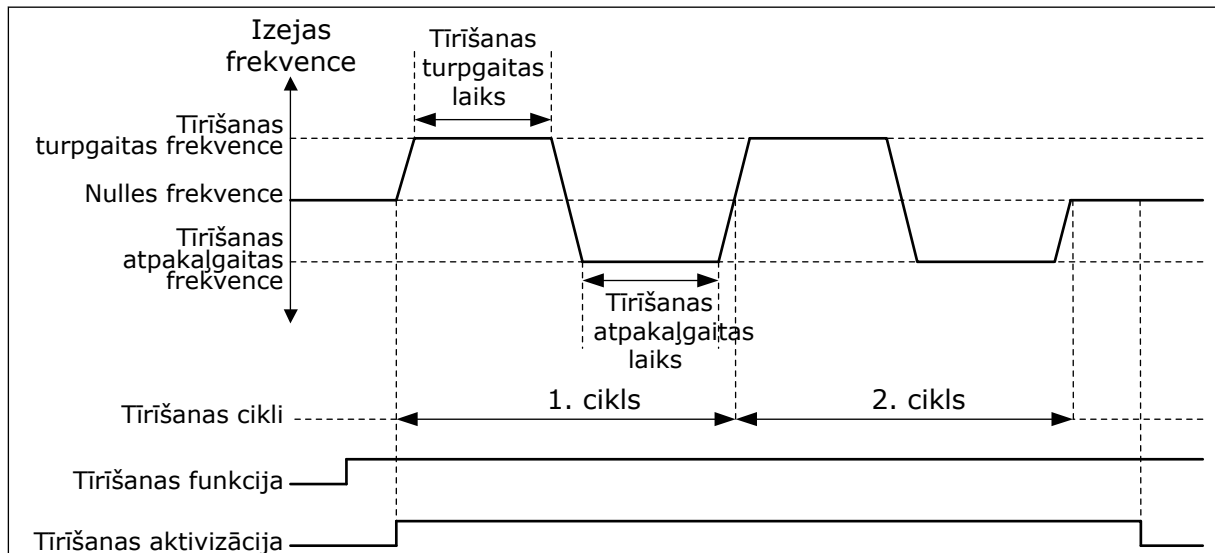 Izejas
frekvence
Tīrīšanas
turpgaitas
laiks
Tīrīšanas
turpgaitas frekvence
Nulles frekvence
Tīrīšanas
atpakaļgaitas
frekvence
Tīrīšanas
atpakaļgaitas
laiks
Tīrīšanas cikli
1. cikls
2. cikls
Tīrīšanas funkcija
Tīrīšanas aktivizācija